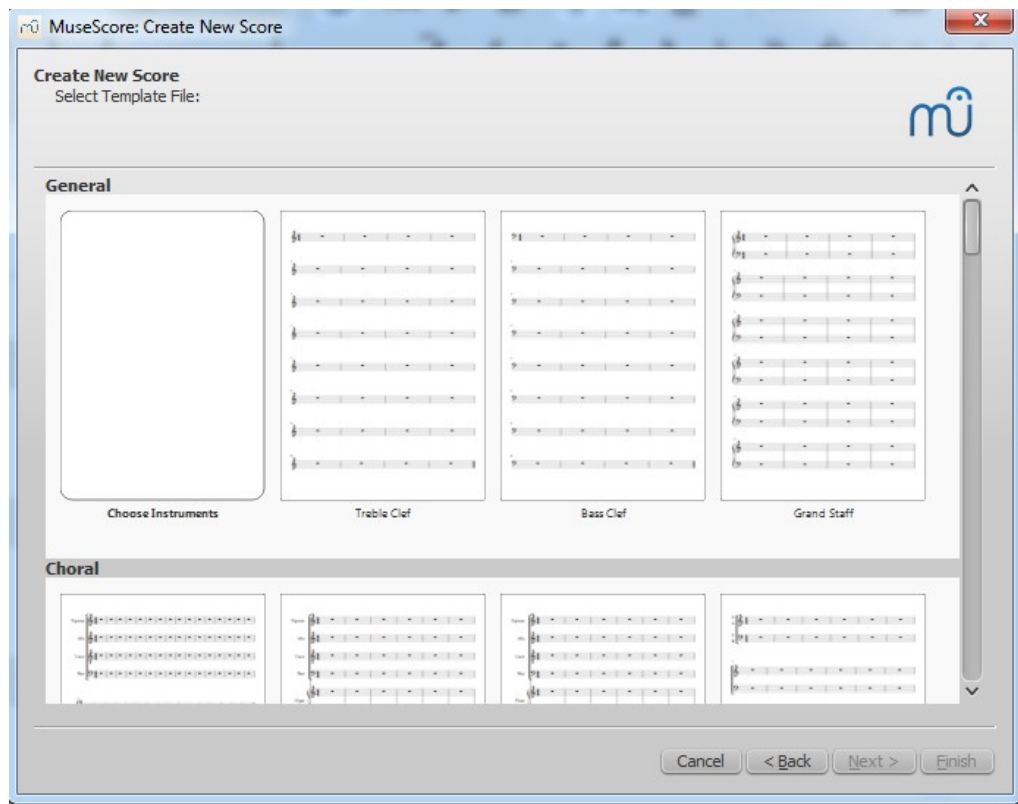 MuseScore: Create New Score
Create New Score
Select Template File:
General
Choose Instruments
Treble Clef
Bass Clef
Grand Staff
Choral
Cancel
< Back
Next >
Finish